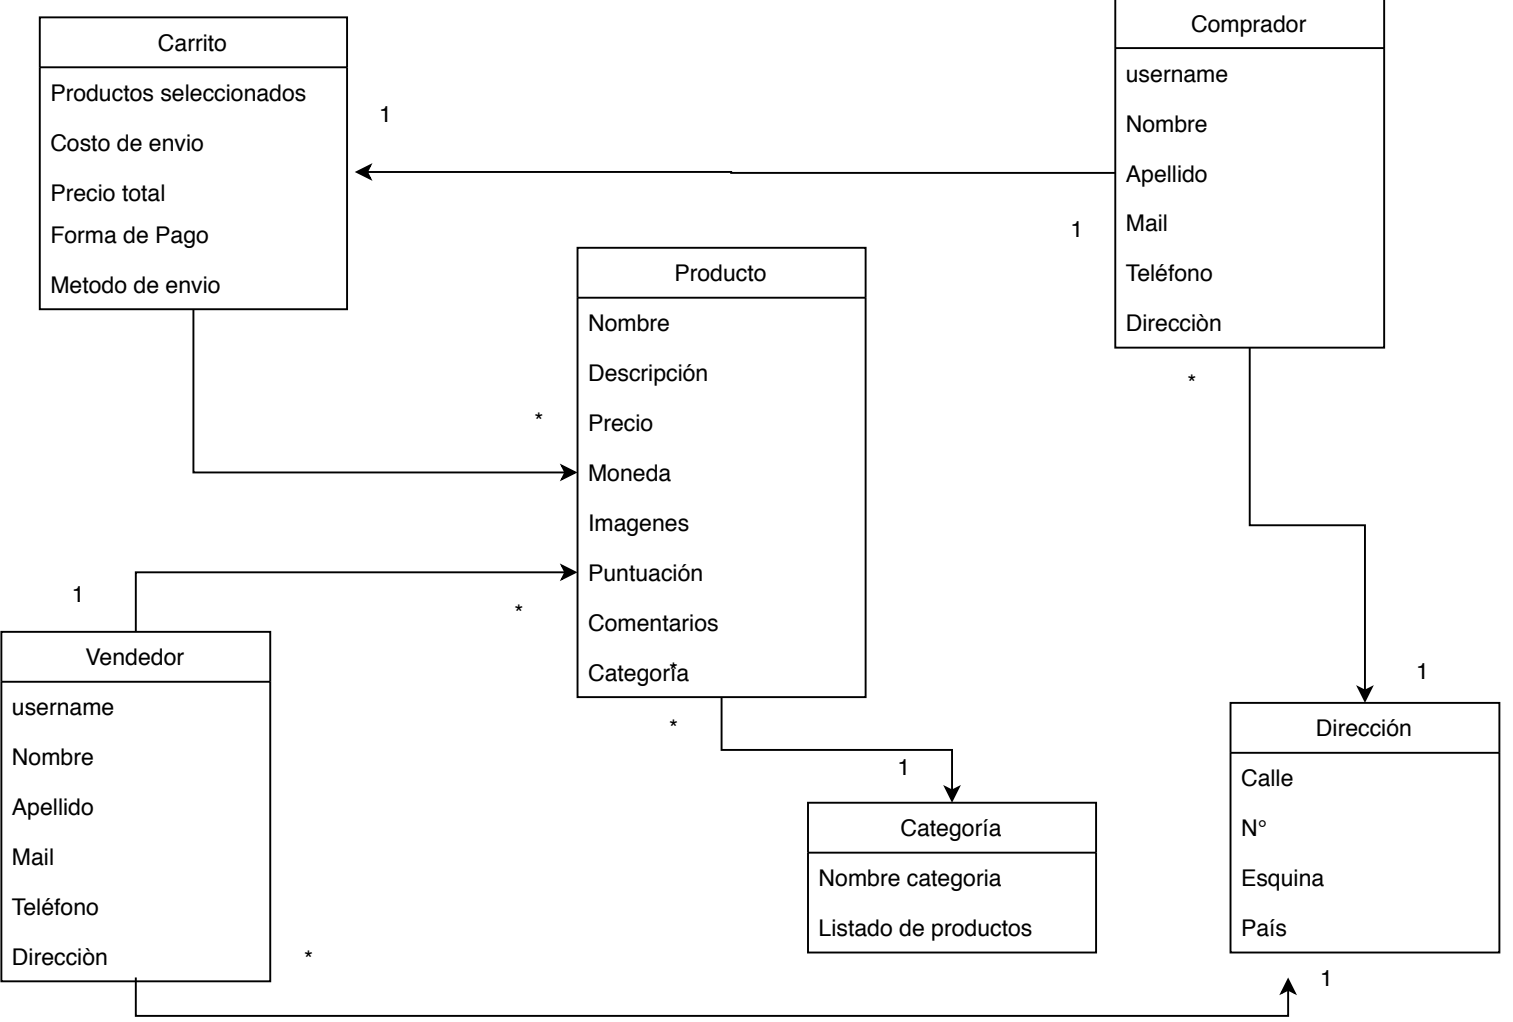 Carrito
Productos seleccionados
Costo de envio
Precio total
Forma de Pago
Metodo de envio
1
Comprador
username
Nombre
Apellido
Mail
Teléfono
Direcciòn
1
*
Producto
Nombre
Descripción
Precio
Moneda
Imagenes
Puntuación
Comentarios
Categoría
*
*
*
*
1
Vendedor
username
Nombre
Apellido
Mail
Teléfono
Direcciòn
*
1
Categoría
Nombre categoria
Listado de productos
1
Dirección
Calle
N°
Esquina
País
1